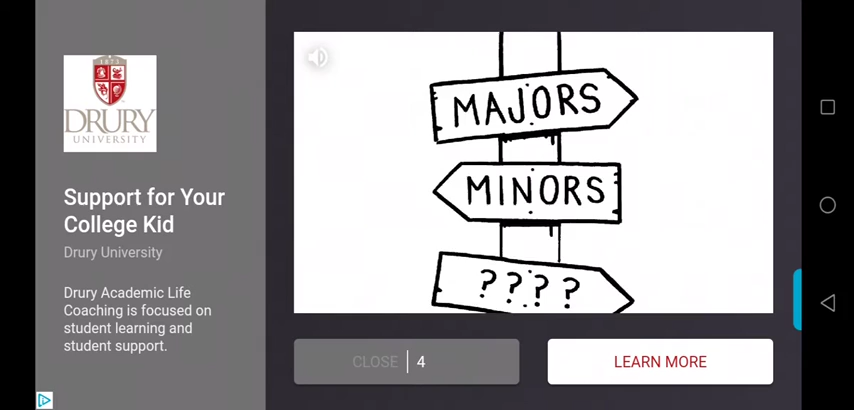 1873
DRURY
UNIVERSITY
Support for Your
College Kid
Drury University
Drury Academic Life
Coaching is focused on
student learning and
student support.
MAJORS
MINORS
????
CLOSE | 4
LEARN MORE